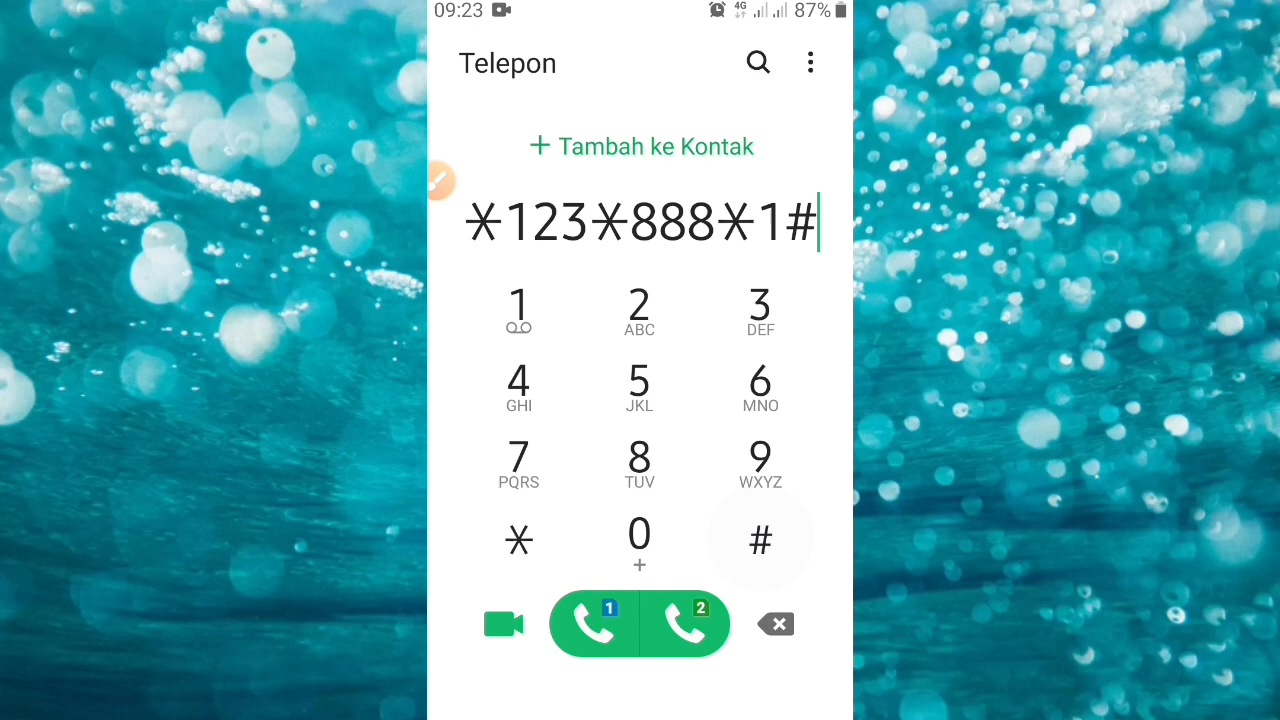 09:23 4G 87%
Telepon
+ Tambah ke Kontak
*123*888*1#
1 2 3
ABC DEF
4 5 6
GHI JKL MNO
7 8 9
PQRS TUV WXYZ
* 0 #
+
1 2